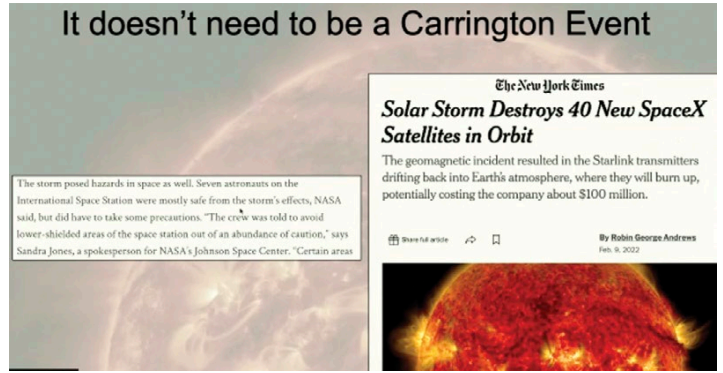 It doesn't need to be a Carrington Event
The storm posed hazards in space as well. Seven astronauts on the
International Space Station were mostly safe from the storm's effects, NASA
said, but did have to take some precautions. "The crew was told to avoid
lower-shielded areas of the space station out of an abundance of caution," says
Sandra Jones, a spokesperson for NASA's Johnson Space Center. "Certain areas
The New York Times
Solar Storm Destroys 40 New SpaceX
Satellites in Orbit
The geomagnetic incident resulted in the Starlink transmitters
drifting back into Earth's atmosphere, where they will burn up,
potentially costing the company about $100 million.
Share full article
By Robin George Andrews
Feb. 9, 2022